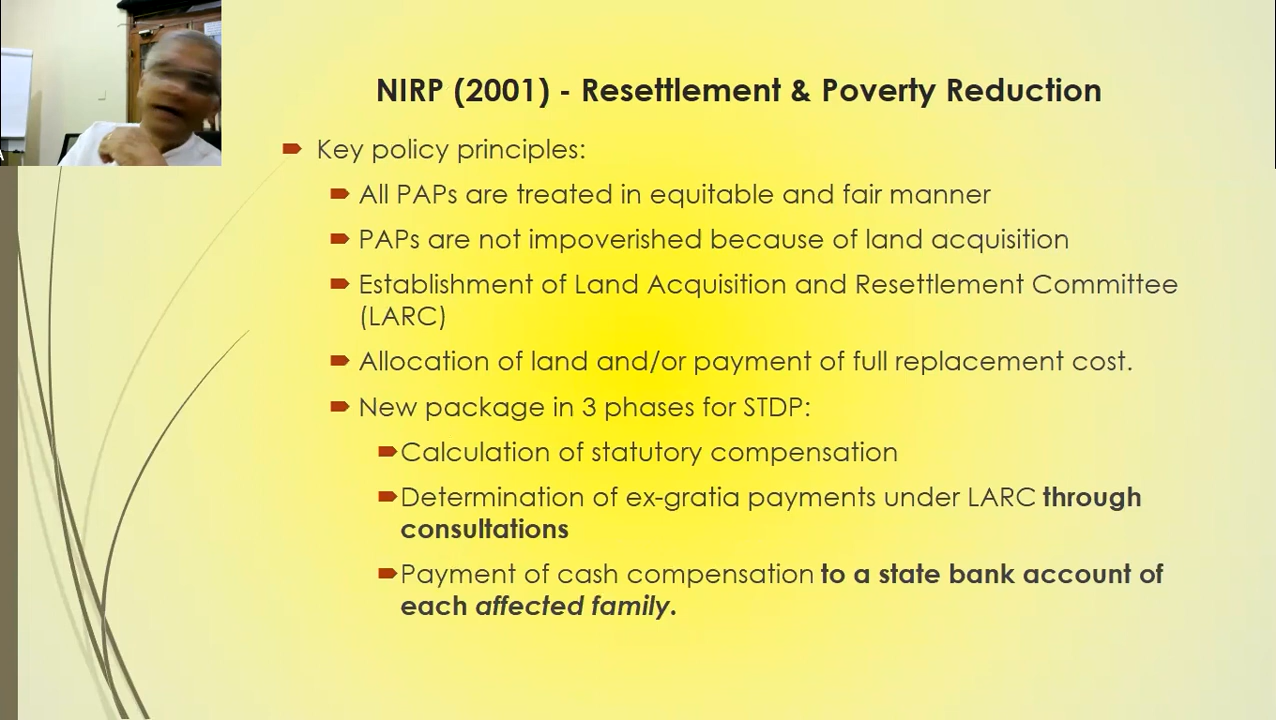 NIRP (2001) - Resettlement & Poverty Reduction
Key policy principles:
All PAPs are treated in equitable and fair manner
PAPs are not impoverished because of land acquisition
Establishment of Land Acquisition and Resettlement Committee
(LARC)
Allocation of land and/or payment of full replacement cost.
New package in 3 phases for STDP:
Calculation of statutory compensation
Determination of ex-gratia payments under LARC through
consultations
Payment of cash compensation to a state bank account of
each affected family.